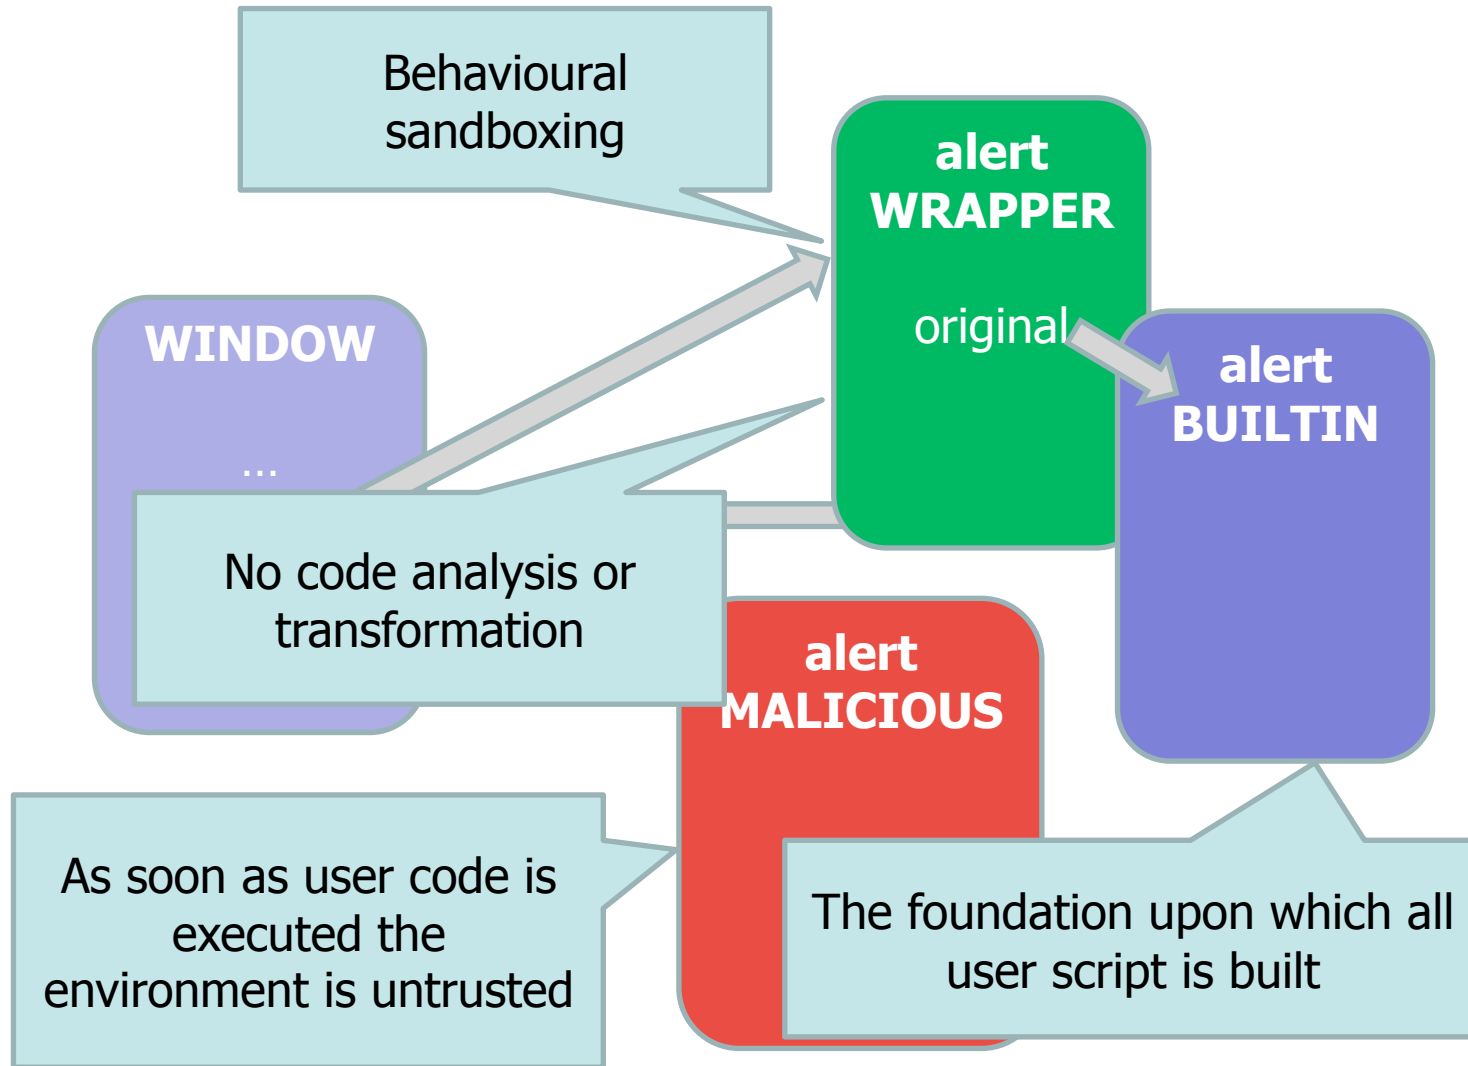 Behavioural
sandboxing
alert
WRAPPER
original
WINDOW
...
alert
BUILTIN
No code analysis or
transformation
alert
MALICIOUS
As soon as user code is
executed the
environment is untrusted
The foundation upon which all
user script is built